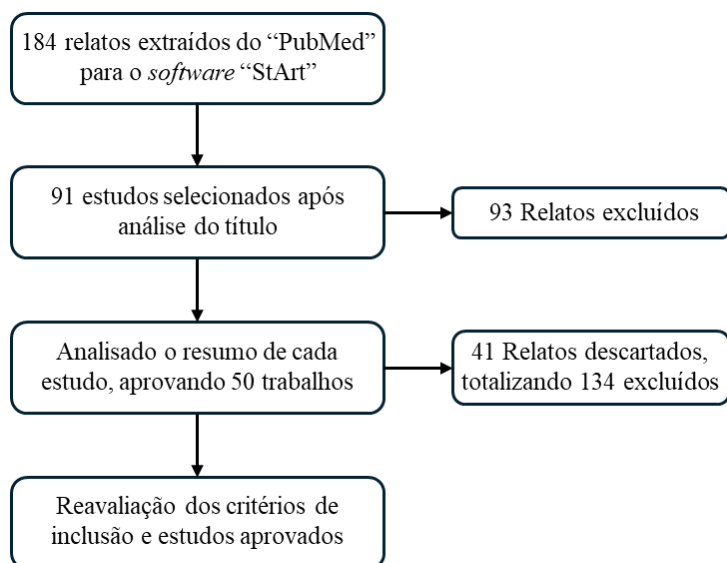 184 relatos extraídos do “PubMed”
para o software “StArt”
91 estudos selecionados após
análise do título
93 Relatos excluídos
Analisado o resumo de cada
estudo, aprovando 50 trabalhos
41 Relatos descartados,
totalizando 134 excluídos
Reavaliação dos critérios de
inclusão e estudos aprovados